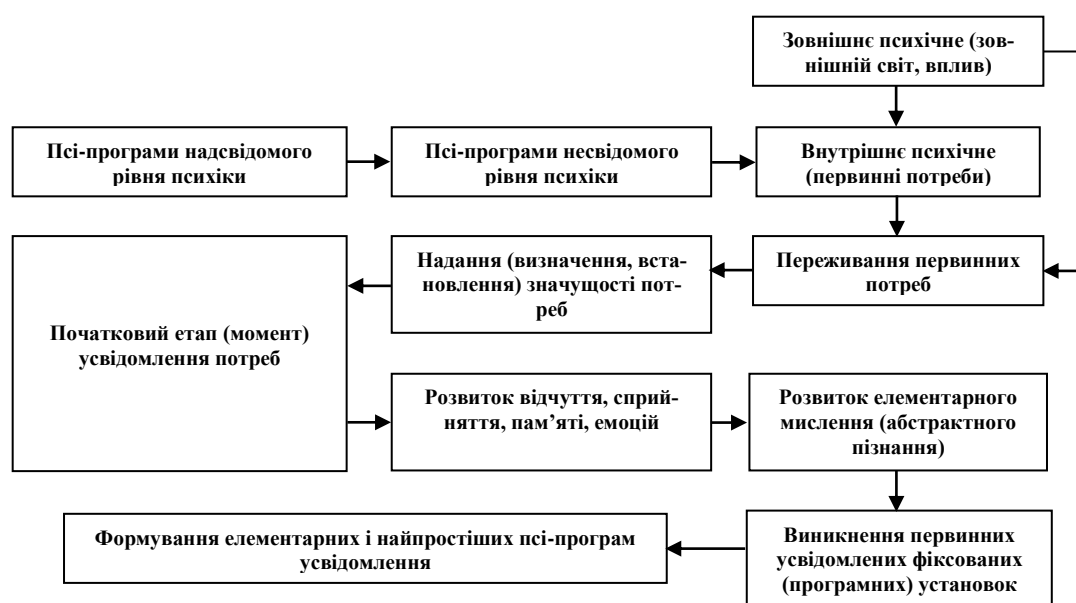 Зовнішнє психічне (зов-
нішній світ, вплив)
Псі-програми надсвідомого
рівня психіки
Псі-програми несвідомого
рівня психіки
Внутрішнє психічне
(первинні потреби)
Початковий етап (момент)
усвідомлення потреб
Надання (визначення, вста-
новлення) значущості пот-
реб
Переживання первинних
потреб
Розвиток відчуття, сприй-
няття, пам’яті, емоцій
Розвиток елементарного
мислення (абстрактного
пізнання)
Формування елементарних і найпростіших псі-програм
усвідомлення
Виникнення первинних
усвідомлених фіксованих
(програмних) установок